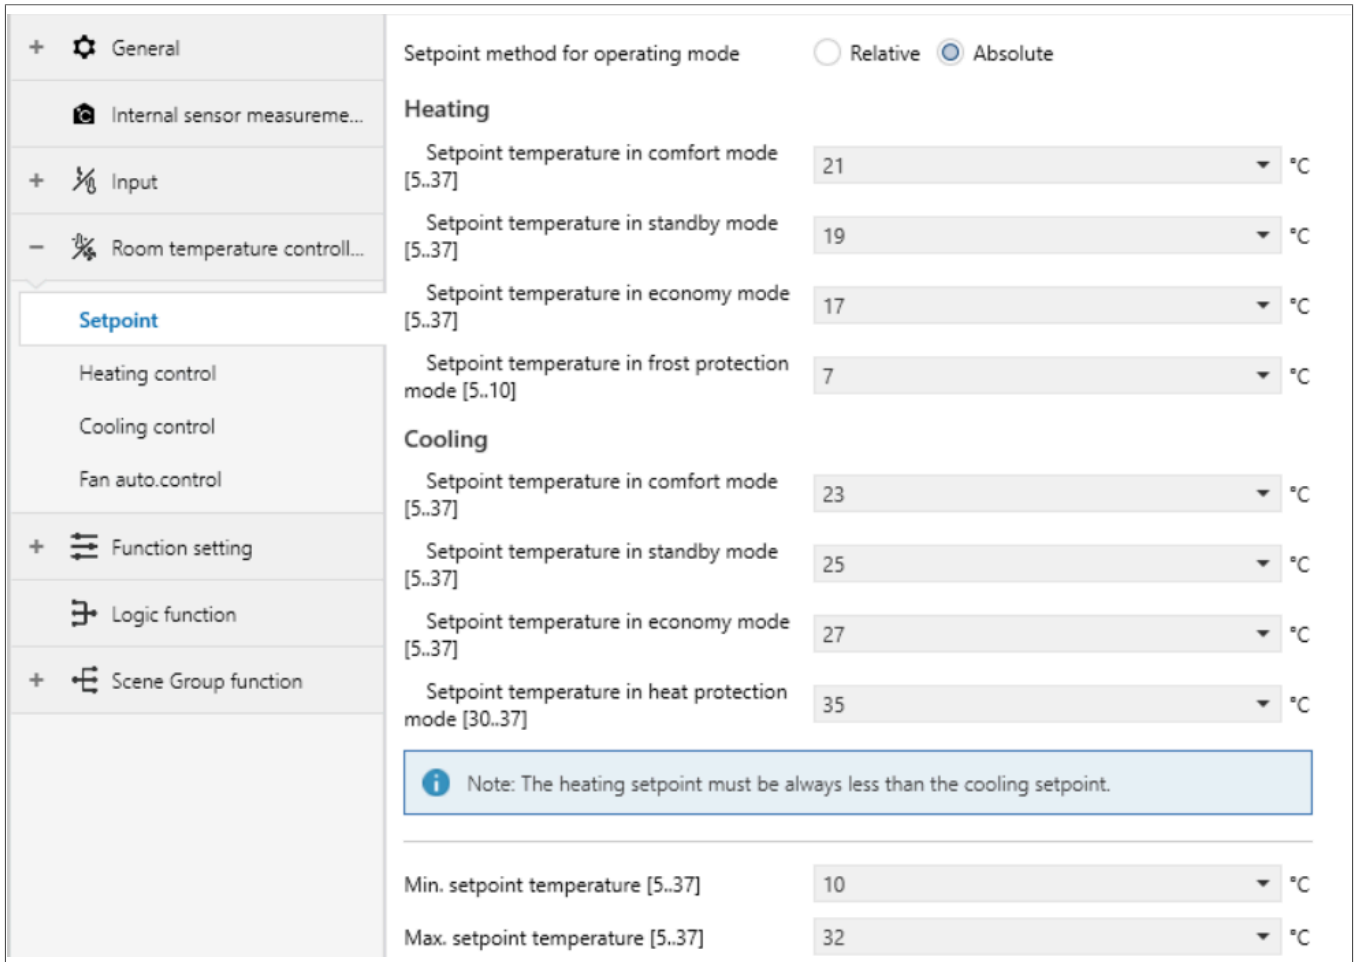 + General
Internal sensor measureme...
+ Input
− Room temperature controll...
Setpoint
Heating control
Cooling control
Fan auto.control
+ Function setting
Logic function
+ Scene Group function
Setpoint method for operating mode Relative Absolute
Heating
Setpoint temperature in comfort mode
[5..37] 21 °C
Setpoint temperature in standby mode
[5..37] 19 °C
Setpoint temperature in economy mode
[5..37] 17 °C
Setpoint temperature in frost protection
mode [5..10] 7 °C
Cooling
Setpoint temperature in comfort mode
[5..37] 23 °C
Setpoint temperature in standby mode
[5..37] 25 °C
Setpoint temperature in economy mode
[5..37] 27 °C
Setpoint temperature in heat protection
mode [30..37] 35 °C
Note: The heating setpoint must be always less than the cooling setpoint.
Min. setpoint temperature [5..37] 10 °C
Max. setpoint temperature [5..37] 32 °C